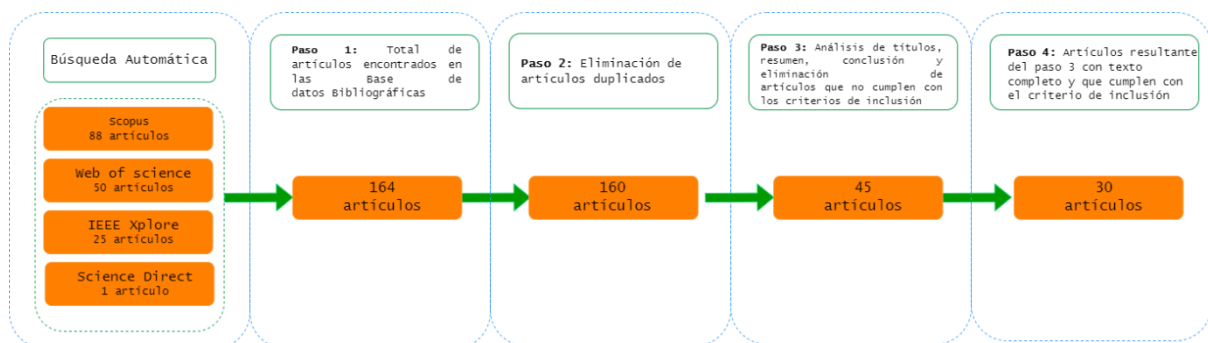 Búsqueda Automática
Scopus
88 artículos
Web of science
50 artículos
IEEE Xplore
25 artículos
Science Direct
1 artículo
Paso 1: Total de
artículos encontrados en
las Base de
datos Bibliográficas
164
artículos
Paso 2: Eliminación de
artículos duplicados
160
artículos
Paso 3: Análisis de títulos,
resumen, conclusión y
eliminación de
artículos que no cumplen con
los criterios de inclusión
45
artículos
Paso 4: Artículos resultante
del paso 3 con texto
completo y que cumplen con
el criterio de inclusión
30
artículos